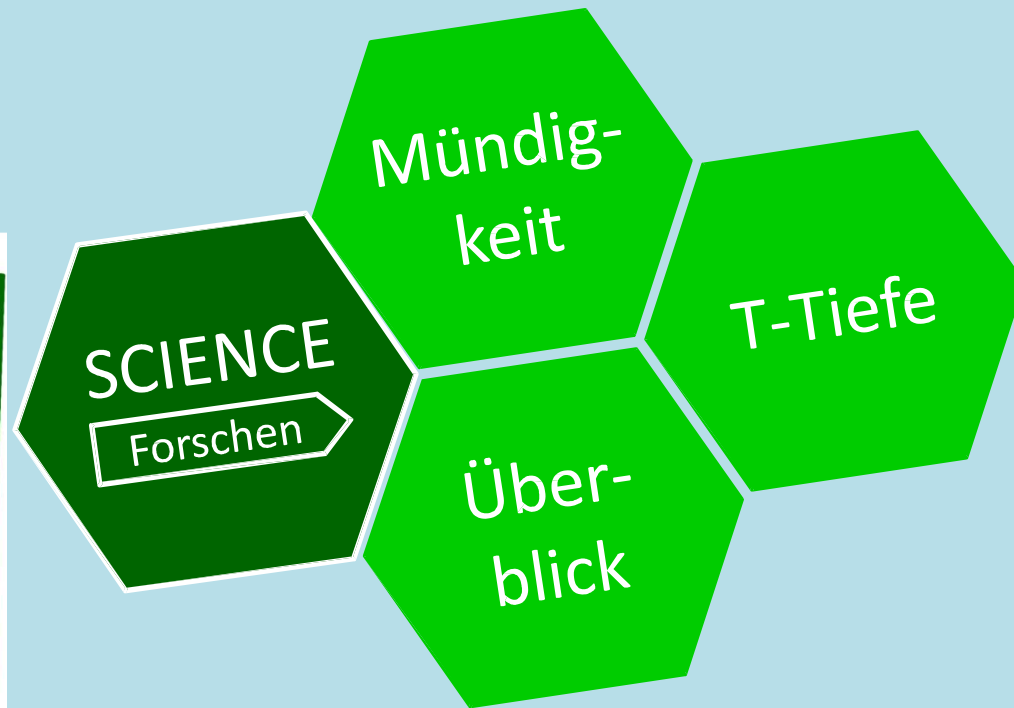 Mündig-
keit
T-Tiefe
SCIENCE
Forschen
Über-
blick